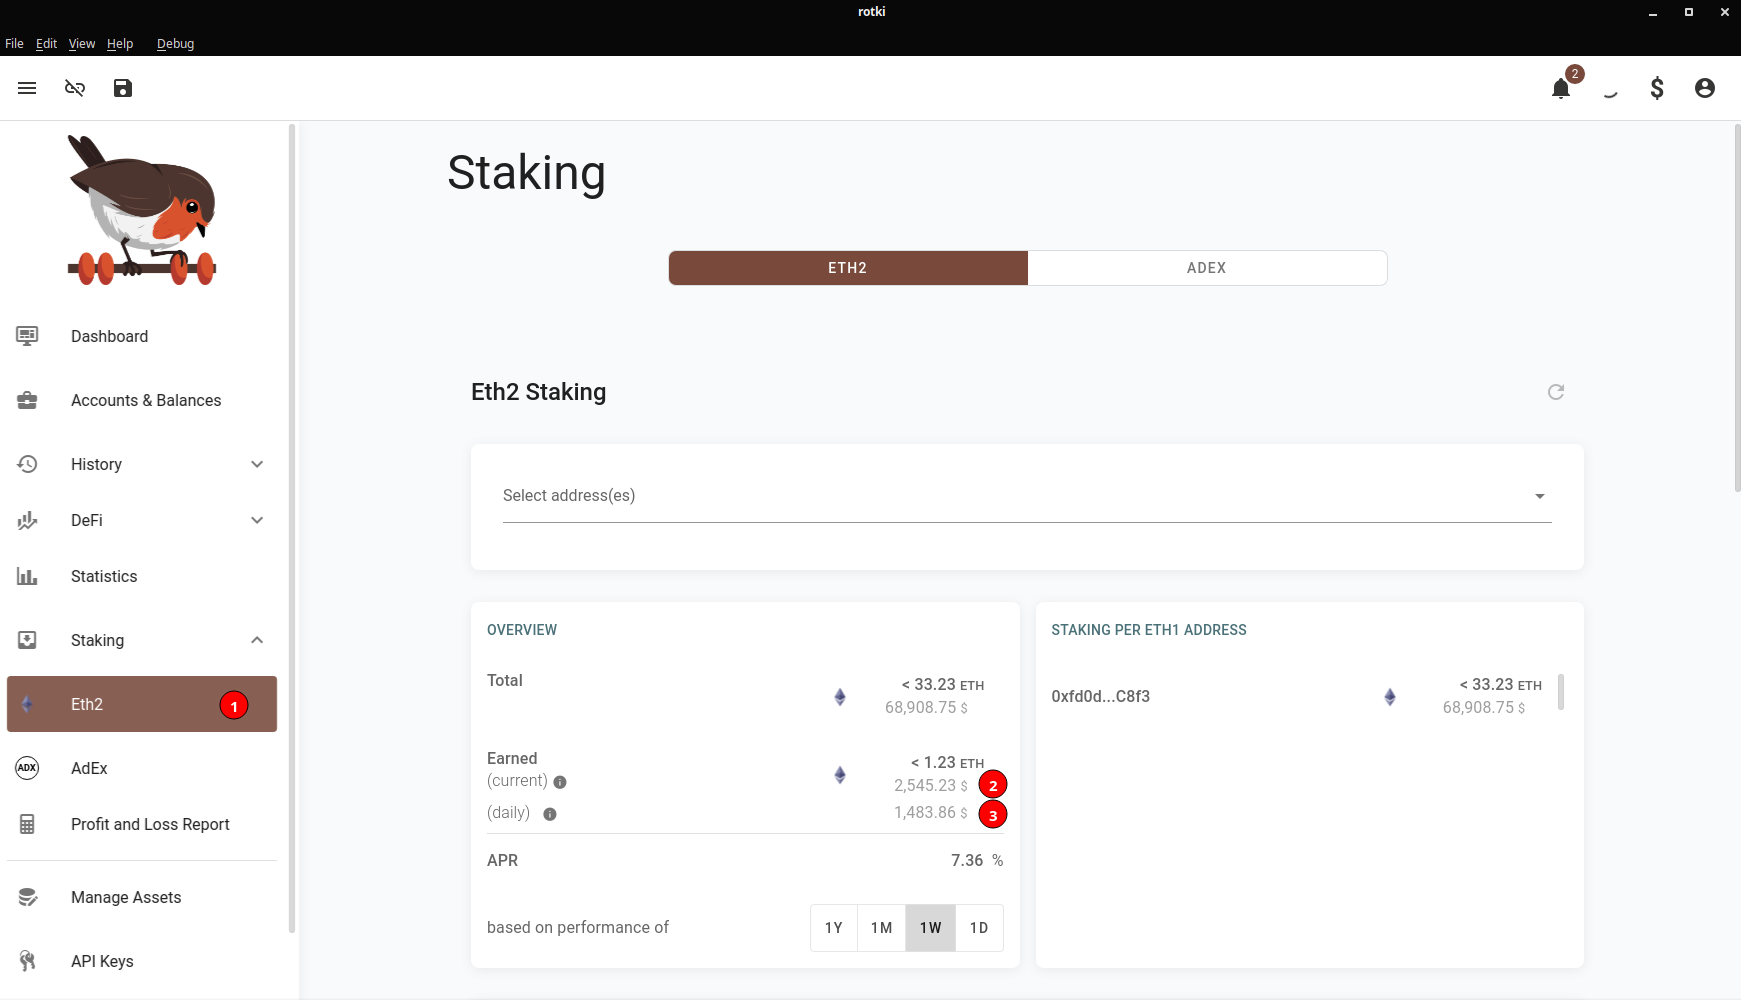 rotki
File Edit View Help Debug
2
$
Staking
ETH2 ADEX
Dashboard
Accounts & Balances
History
DeFi
Statistics
Staking
Eth2 1
ADX AdEx
Profit and Loss Report
Manage Assets
API Keys
Eth2 Staking
Select address(es)
OVERVIEW
Total < 33.23 ETH
68,908.75 $
Earned < 1.23 ETH
(current) 2,545.23 $ 2
(daily) 1,483.86 $ 3
APR 7.36 %
based on performance of 1Y 1M 1W 1D
STAKING PER ETH1 ADDRESS
0xfd0d...C8f3 < 33.23 ETH
68,908.75 $